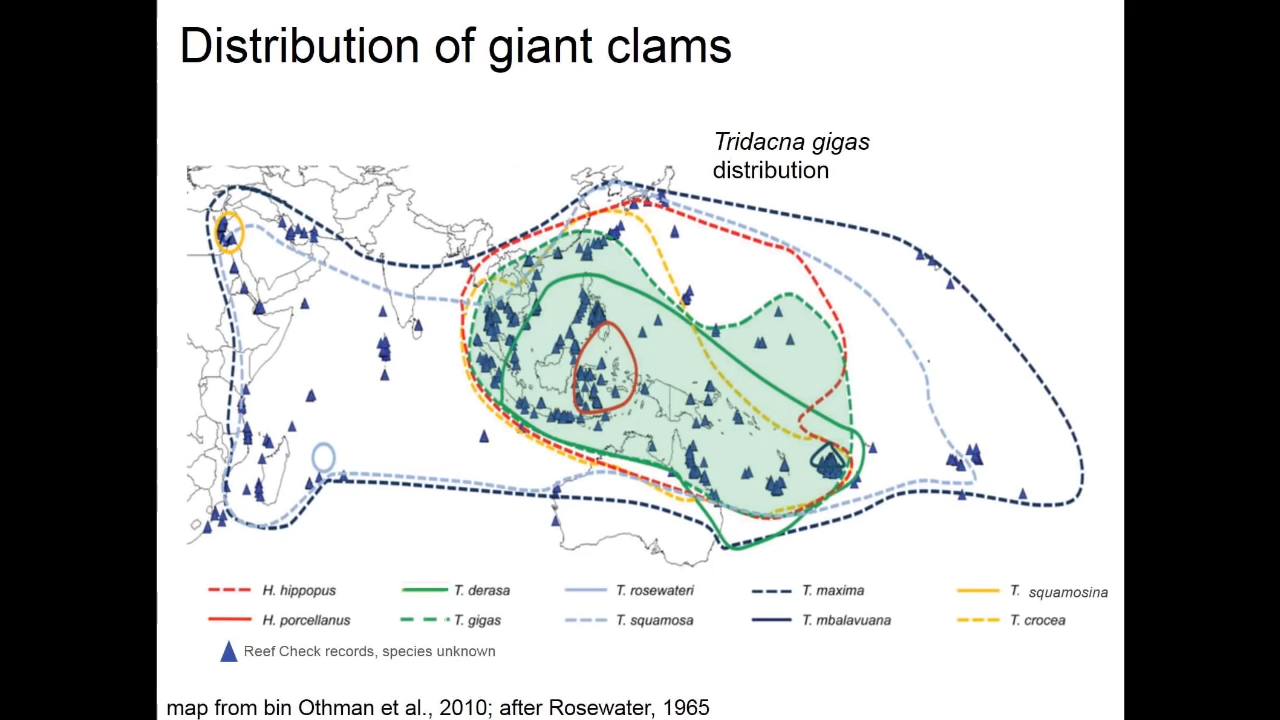 Distribution of giant clams
Tridacna gigas
distribution
H. hippopus
T. derasa
T. rosewateri
T. maxima
T. squamosina
H. porcellanus
T. gigas
T. squamosa
T. mbalavuana
T. crocea
Reef Check records, species unknown
map from bin Othman et al., 2010; after Rosewater, 1965